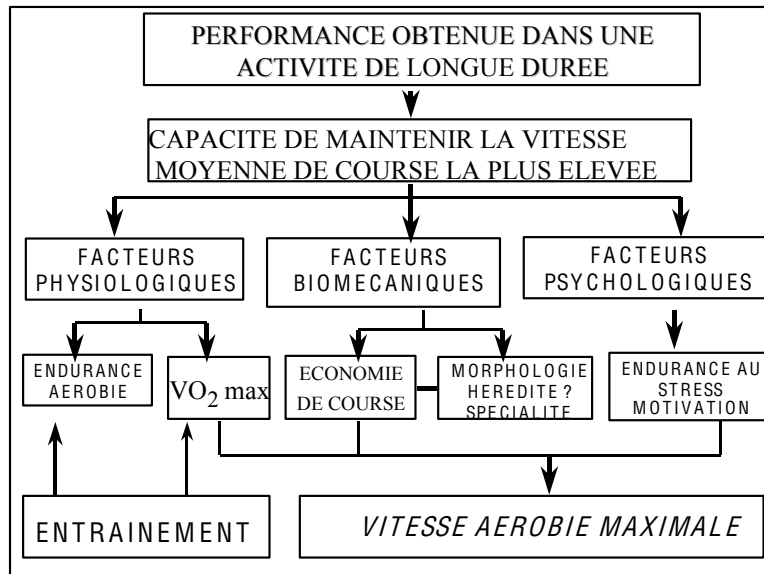 PERFORMANCE OBTENUE DANS UNE
ACTIVITE DE LONGUE DUREE
CAPACITE DE MAINTENIR LA VITESSE
MOYENNE DE COURSE LA PLUS ELEVEE
FACTEURS
PHYSIOLOGIQUES
FACTEURS
BIOMECANIQUES
FACTEURS
PSYCHOLOGIQUES
ENDURANCE
AEROBIE
VO2 max
ECONOMIE
DE COURSE
MORPHOLOGIE
HEREDITE ?
SPECIALITE
ENDURANCE AU
STRESS
MOTIVATION
ENTRAINEMENT
VITESSE AEROBIE MAXIMALE